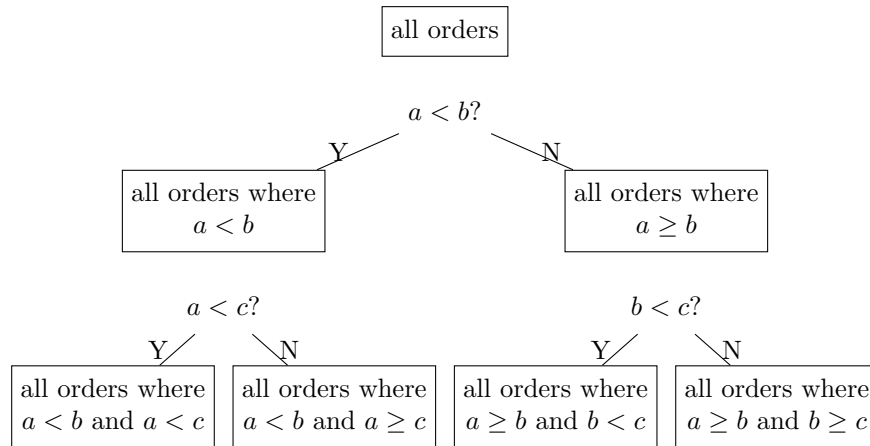 all orders
a < b?
Y
N
all orders where
a < b
all orders where
a ≥ b
a < c?
b < c?
Y
N
Y
N
all orders where
a < b and a < c
all orders where
a < b and a ≥ c
all orders where
a ≥ b and b < c
all orders where
a ≥ b and b ≥ c